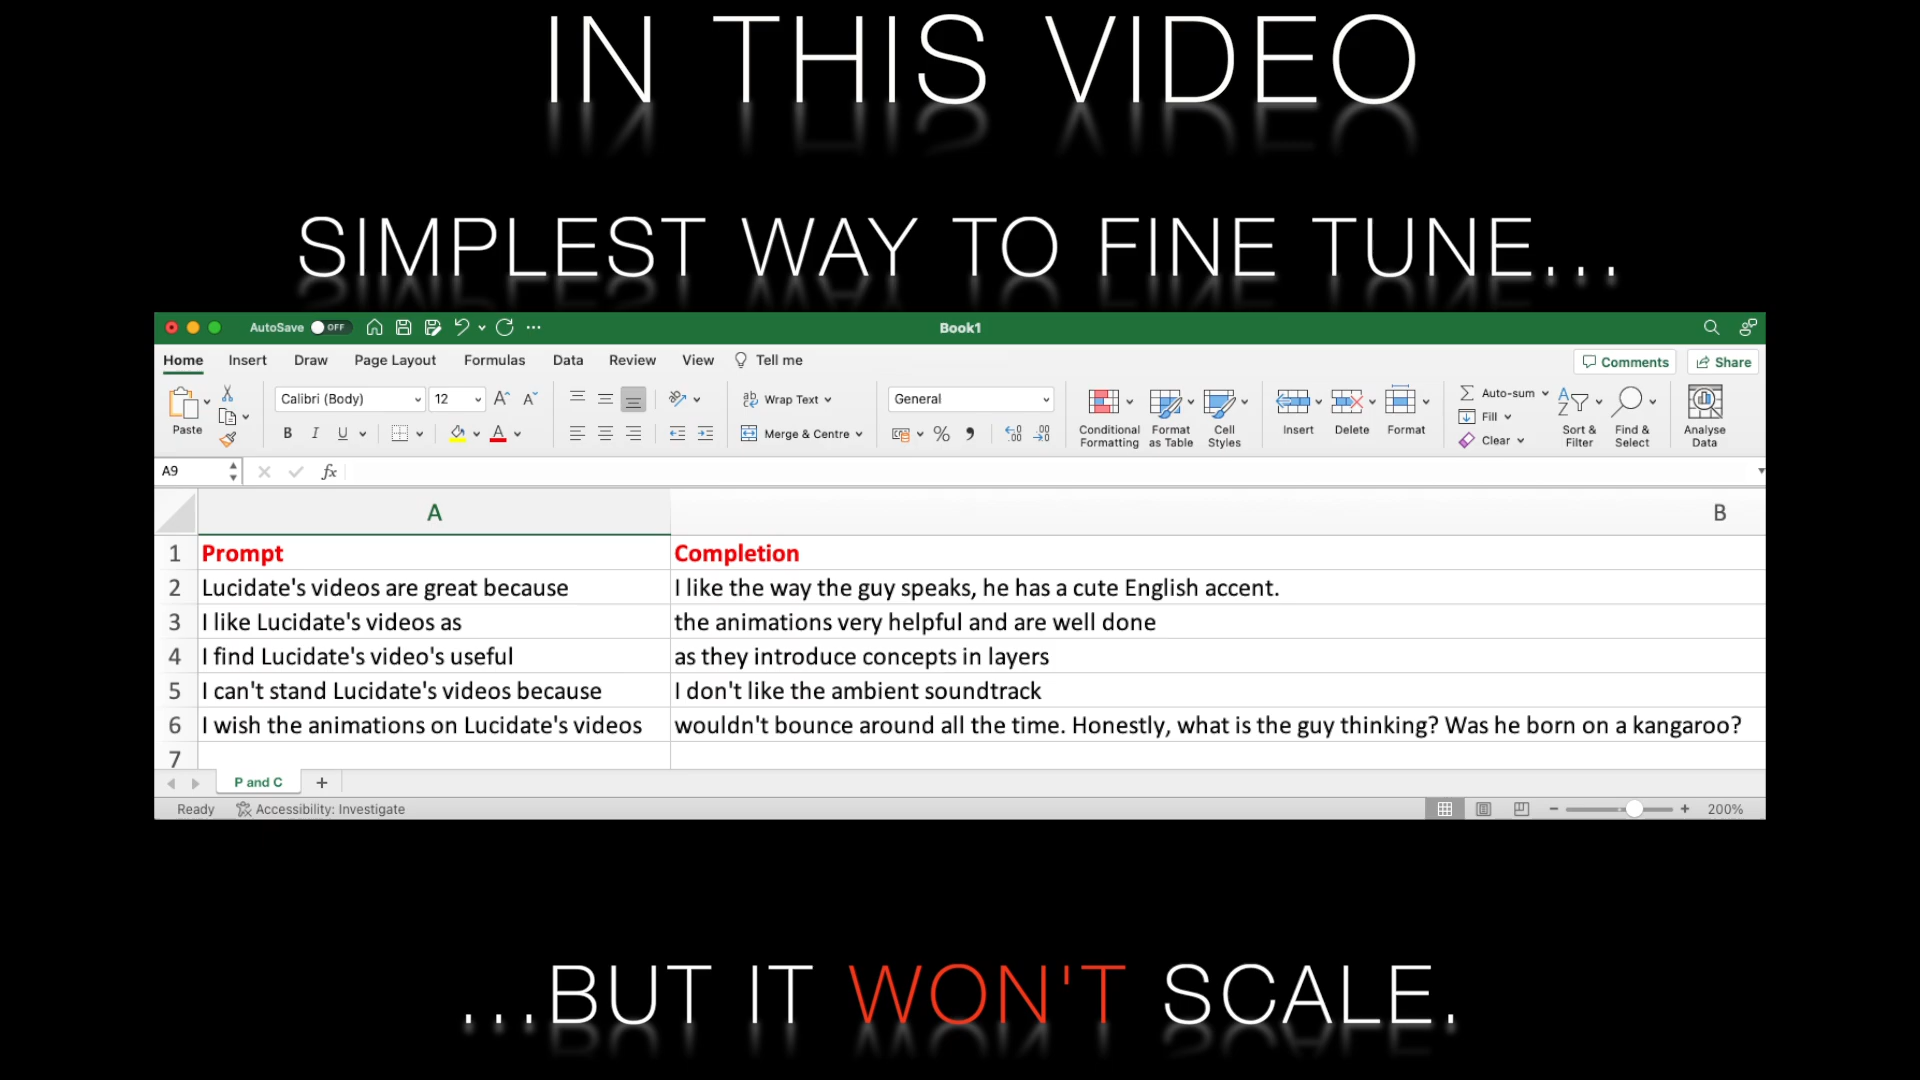 IN THIS VIDEO
SIMPLEST WAY TO FINE TUNE...
AutoSave OFF ... Book1
Home Insert Draw Page Layout Formulas Data Review View Tell me Comments Share
Paste Calibri (Body) 12 A^ Aˇ Wrap Text General Conditional Formatting Format as Table Cell Styles Insert Delete Format Auto-sum Fill Clear Sort & Filter Find & Select Analyse Data
B I U A Merge & Centre %
A9 fx
A B
1 Prompt Completion
2 Lucidate's videos are great because I like the way the guy speaks, he has a cute English accent.
3 I like Lucidate's videos as the animations very helpful and are well done
4 I find Lucidate's video's useful as they introduce concepts in layers
5 I can't stand Lucidate's videos because I don't like the ambient soundtrack
6 I wish the animations on Lucidate's videos wouldn't bounce around all the time. Honestly, what is the guy thinking? Was he born on a kangaroo?
7
P and C +
Ready Accessibility: Investigate 200%
...BUT IT WON'T SCALE.